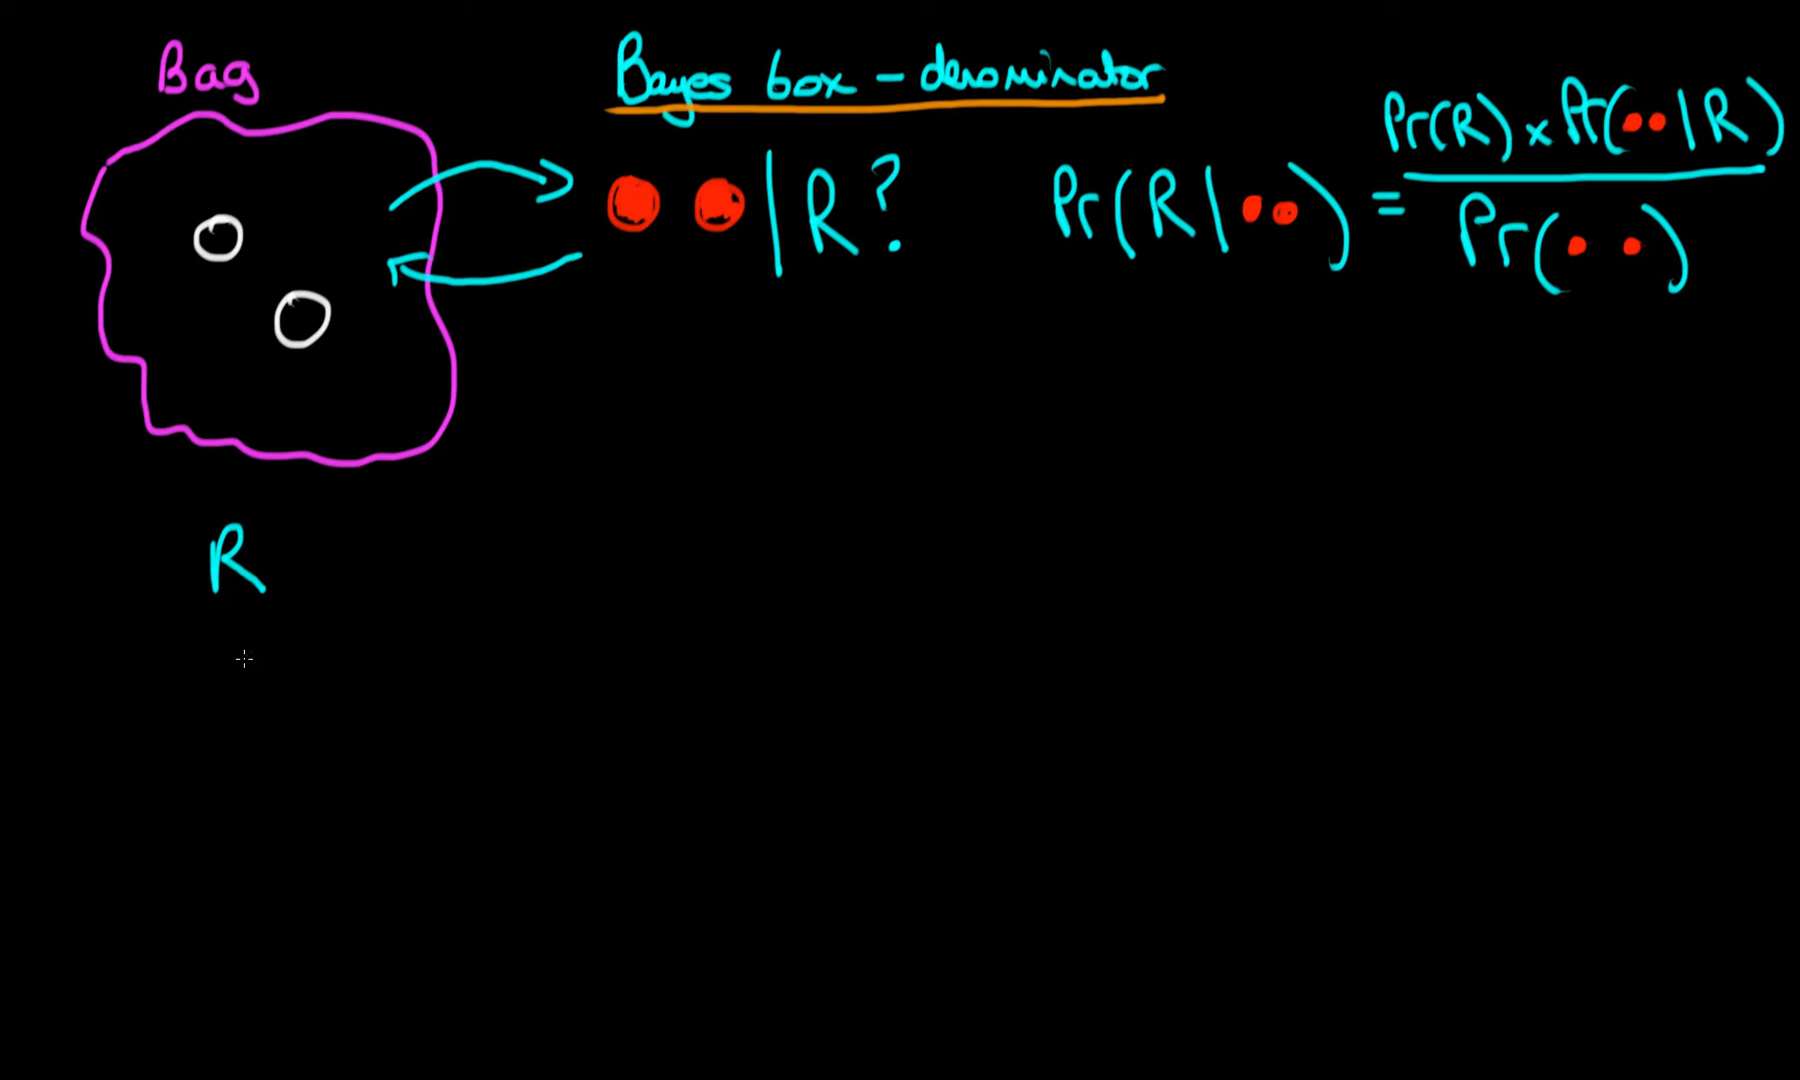 Bag
Bayes box - denominator
| R?
Pr(R | ● ●) = Pr(R) x Pr(● ● | R) / Pr(● ●)
R